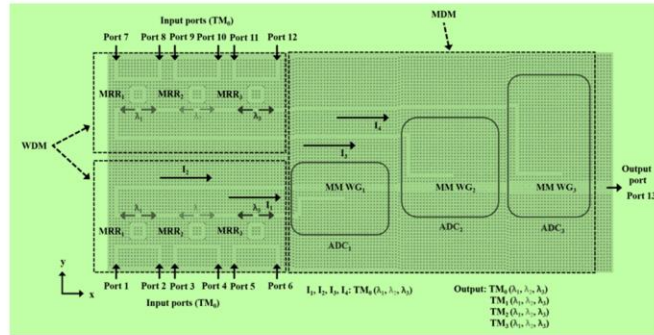 Input ports (TM₀)
MDM
Port 7 Port 8 Port 9 Port 10 Port 11 Port 12
MRR₁ MRR₂ MRR₃
λ₁ λ₂ λ₃
I₄
I₃
WDM
I₂
I₁
MM WG₁ MM WG₂ MM WG₃
Output port
Port 13
λ₁ λ₂ λ₃
MRR₁ MRR₂ MRR₃
ADC₁ ADC₂ ADC₃
y
x
Port 1 Port 2 Port 3 Port 4 Port 5 Port 6
Input ports (TM₀)
I₁, I₂, I₃, I₄: TM₀ (λ₁, λ₂, λ₃)
Output: TM₀ (λ₁, λ₂, λ₃)
TM₁ (λ₁, λ₂, λ₃)
TM₂ (λ₁, λ₂, λ₃)
TM₃ (λ₁, λ₂, λ₃)